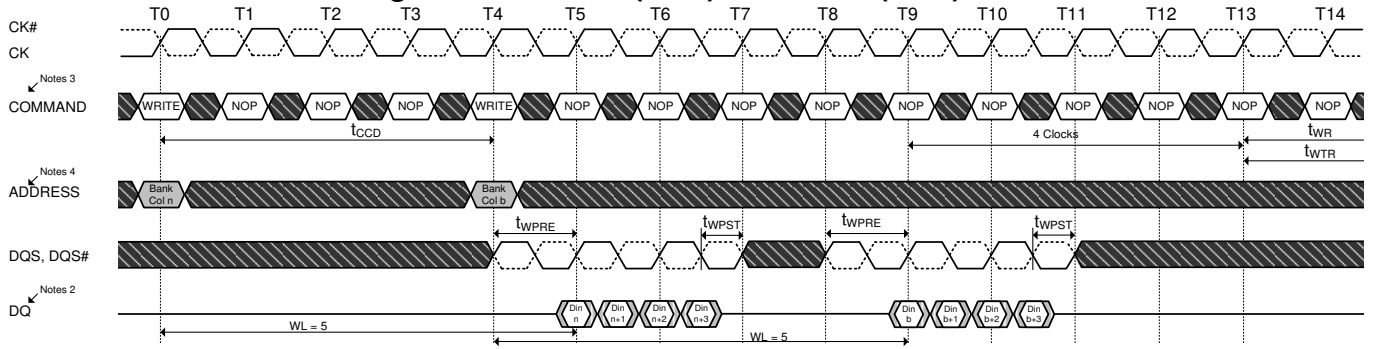 T0 T1 T2 T3 T4 T5 T6 T7 T8 T9 T10 T11 T12 T13 T14
CK#
CK
Notes 3
COMMAND WRITE NOP NOP NOP WRITE NOP NOP NOP NOP NOP NOP NOP NOP NOP NOP
tCCD 4 Clocks tWR
tWTR
Notes 4
ADDRESS Bank Col n Bank Col b
tWPRE tWPST tWPRE tWPST
DQS, DQS#
Notes 2
DQ Din n Din n+1 Din n+2 Din n+3 Din b Din b+1 Din b+2 Din b+3
WL = 5 WL = 5